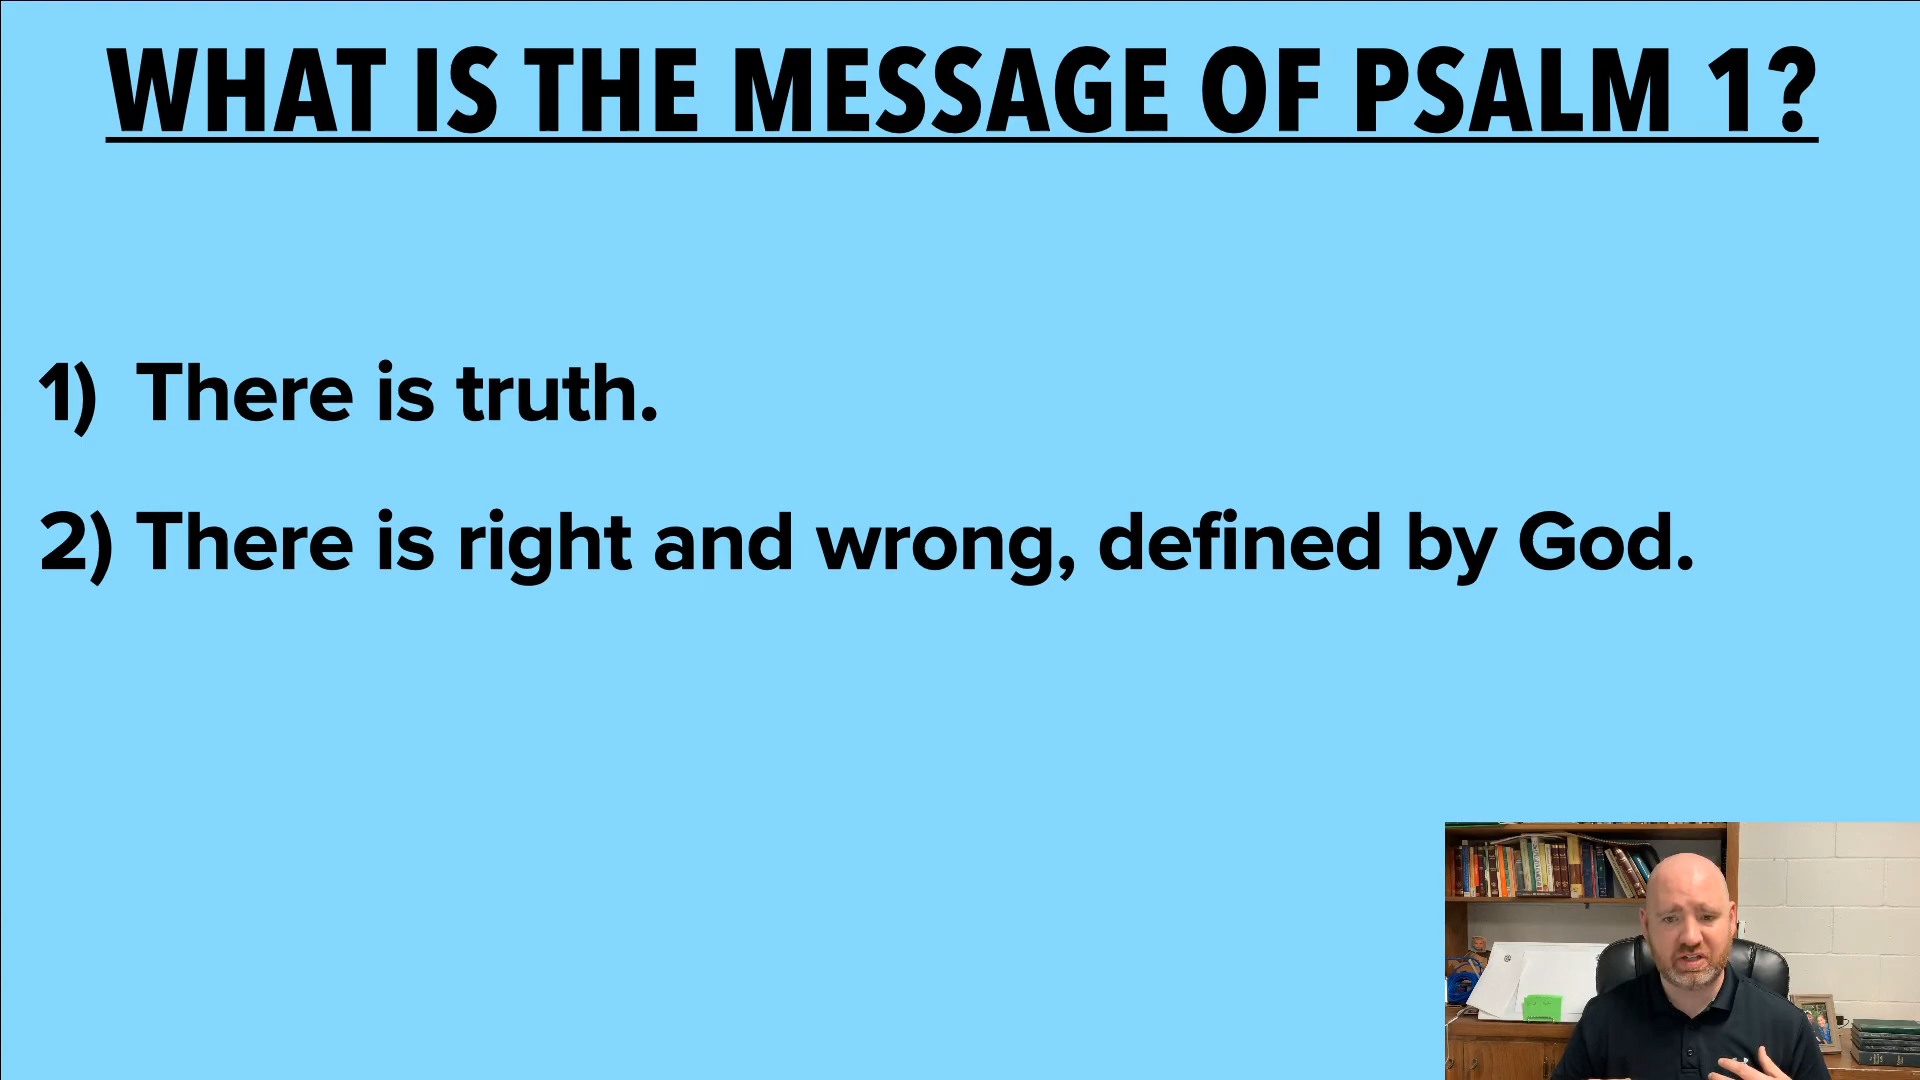 WHAT IS THE MESSAGE OF PSALM 1?
1) There is truth.
2) There is right and wrong, defined by God.